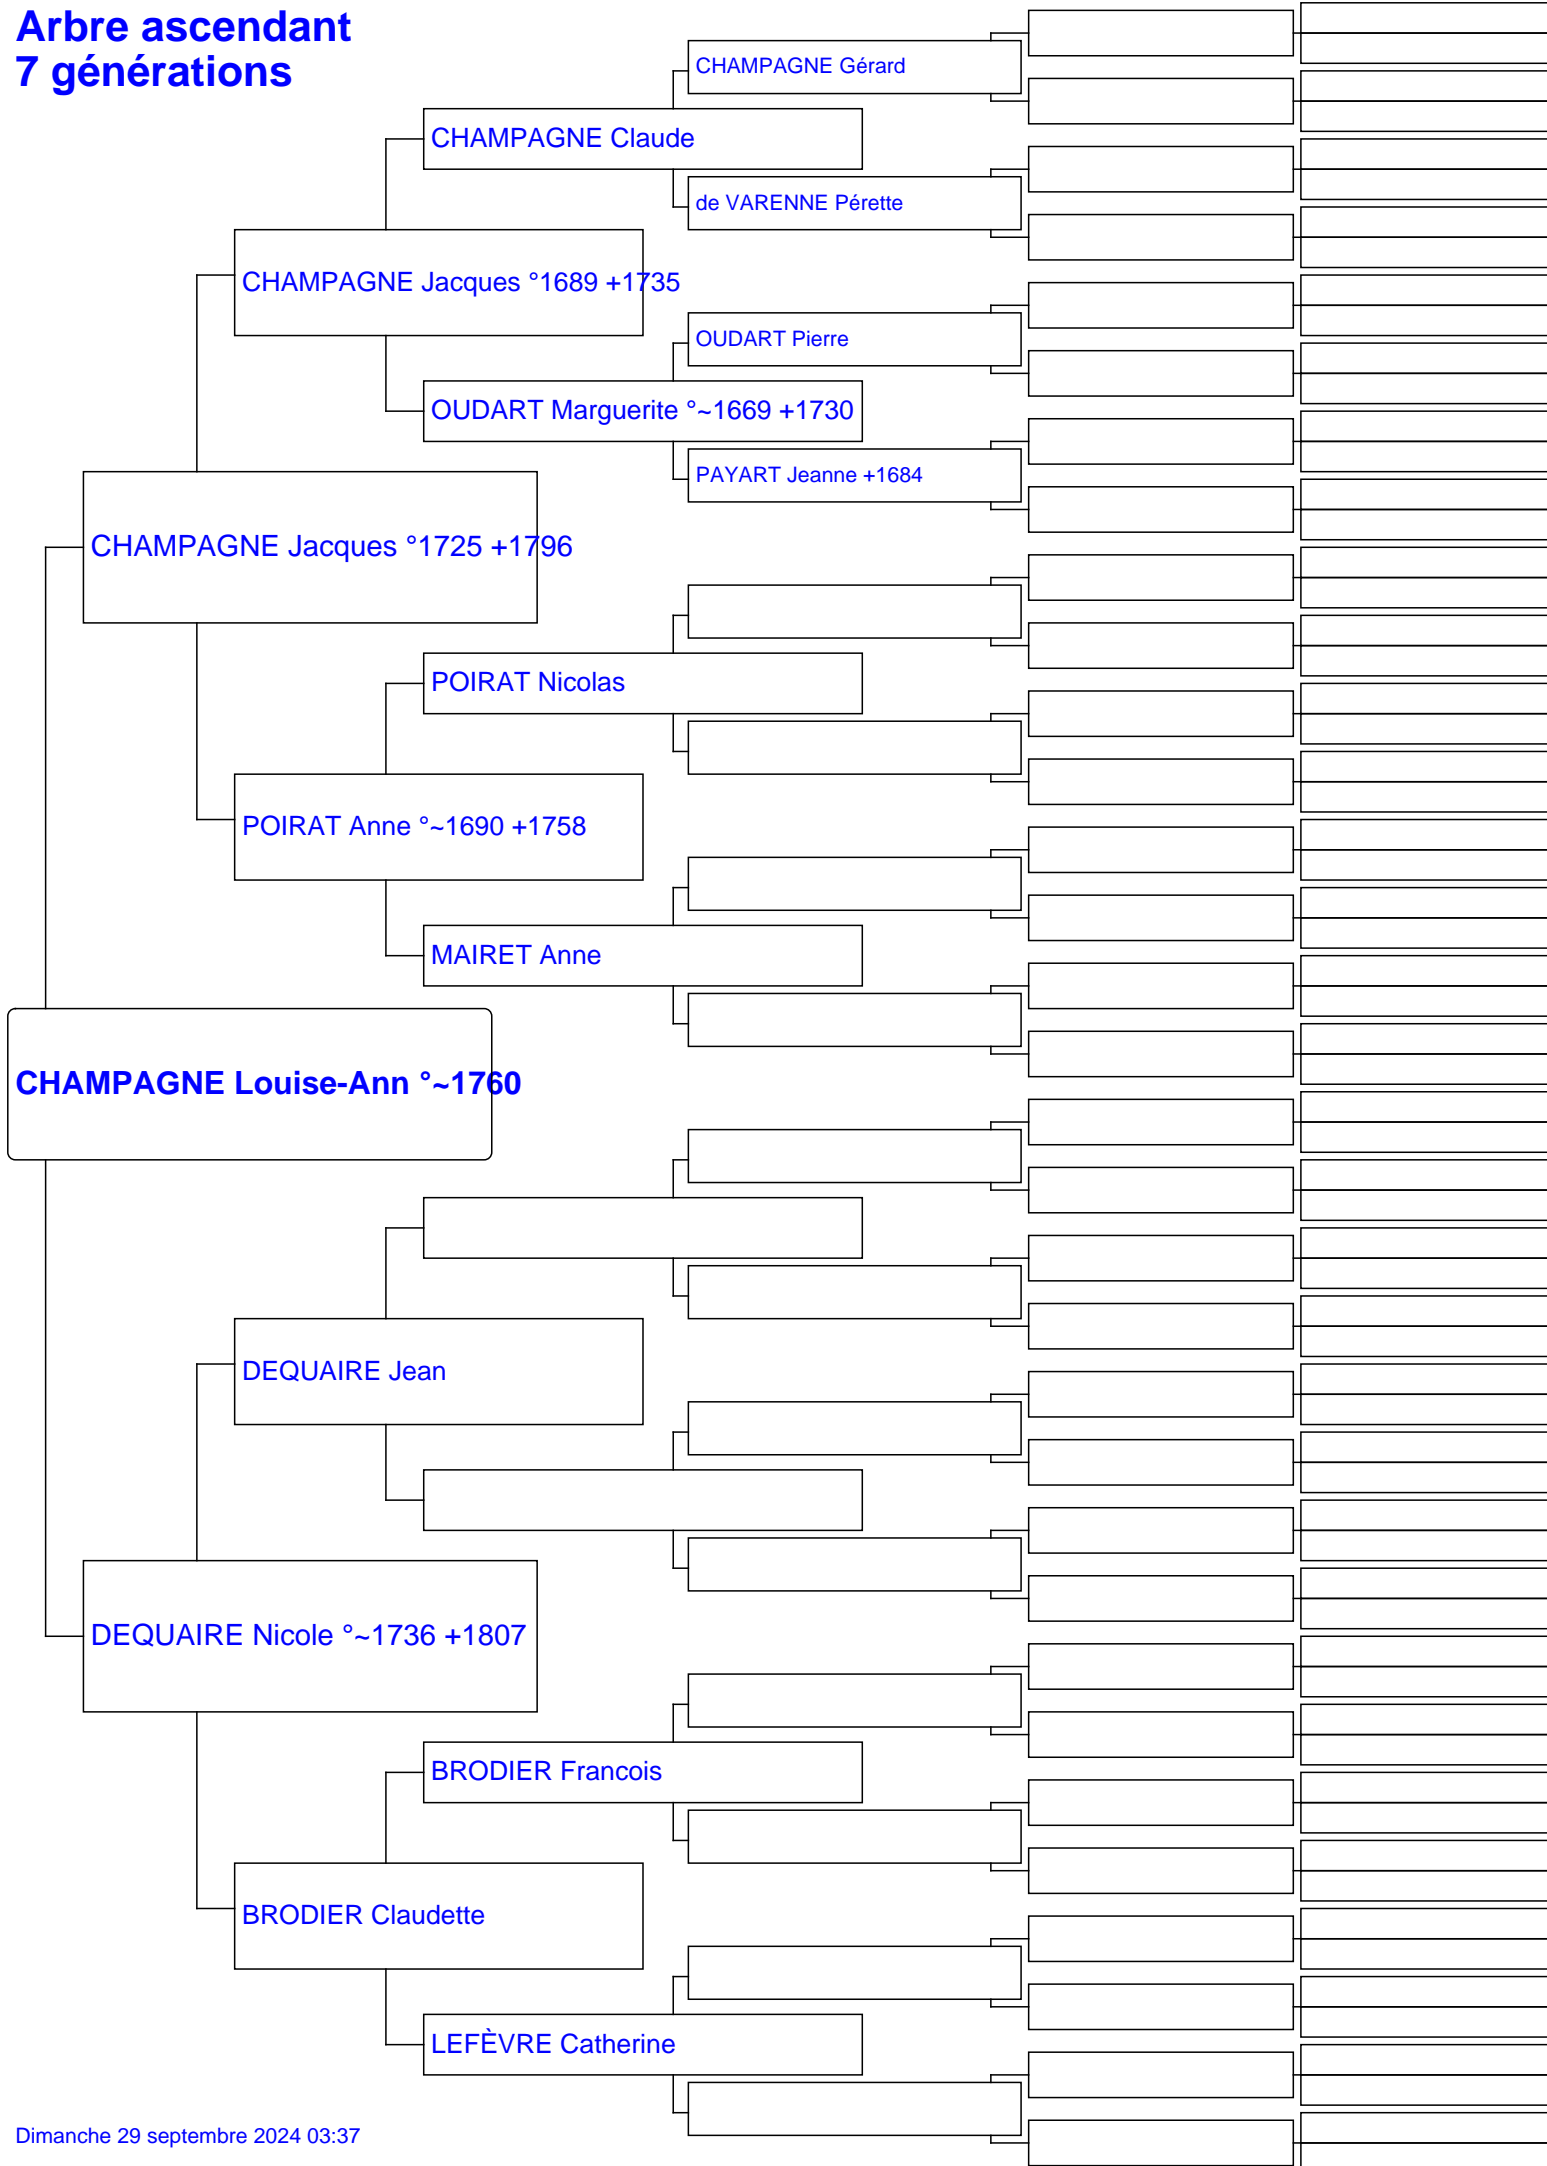 Arbre ascendant
7 générations
CHAMPAGNE Gérard
CHAMPAGNE Claude
de VARENNE Pérette
CHAMPAGNE Jacques °1689 +1735
OUDART Pierre
OUDART Marguerite °~1669 +1730
PAYART Jeanne +1684
CHAMPAGNE Jacques °1725 +1796
POIRAT Nicolas
POIRAT Anne °~1690 +1758
MAIRET Anne
CHAMPAGNE Louise-Ann °~1760
DEQUAIRE Jean
DEQUAIRE Nicole °~1736 +1807
BRODIER Francois
BRODIER Claudette
LEFÈVRE Catherine
Dimanche 29 septembre 2024 03:37